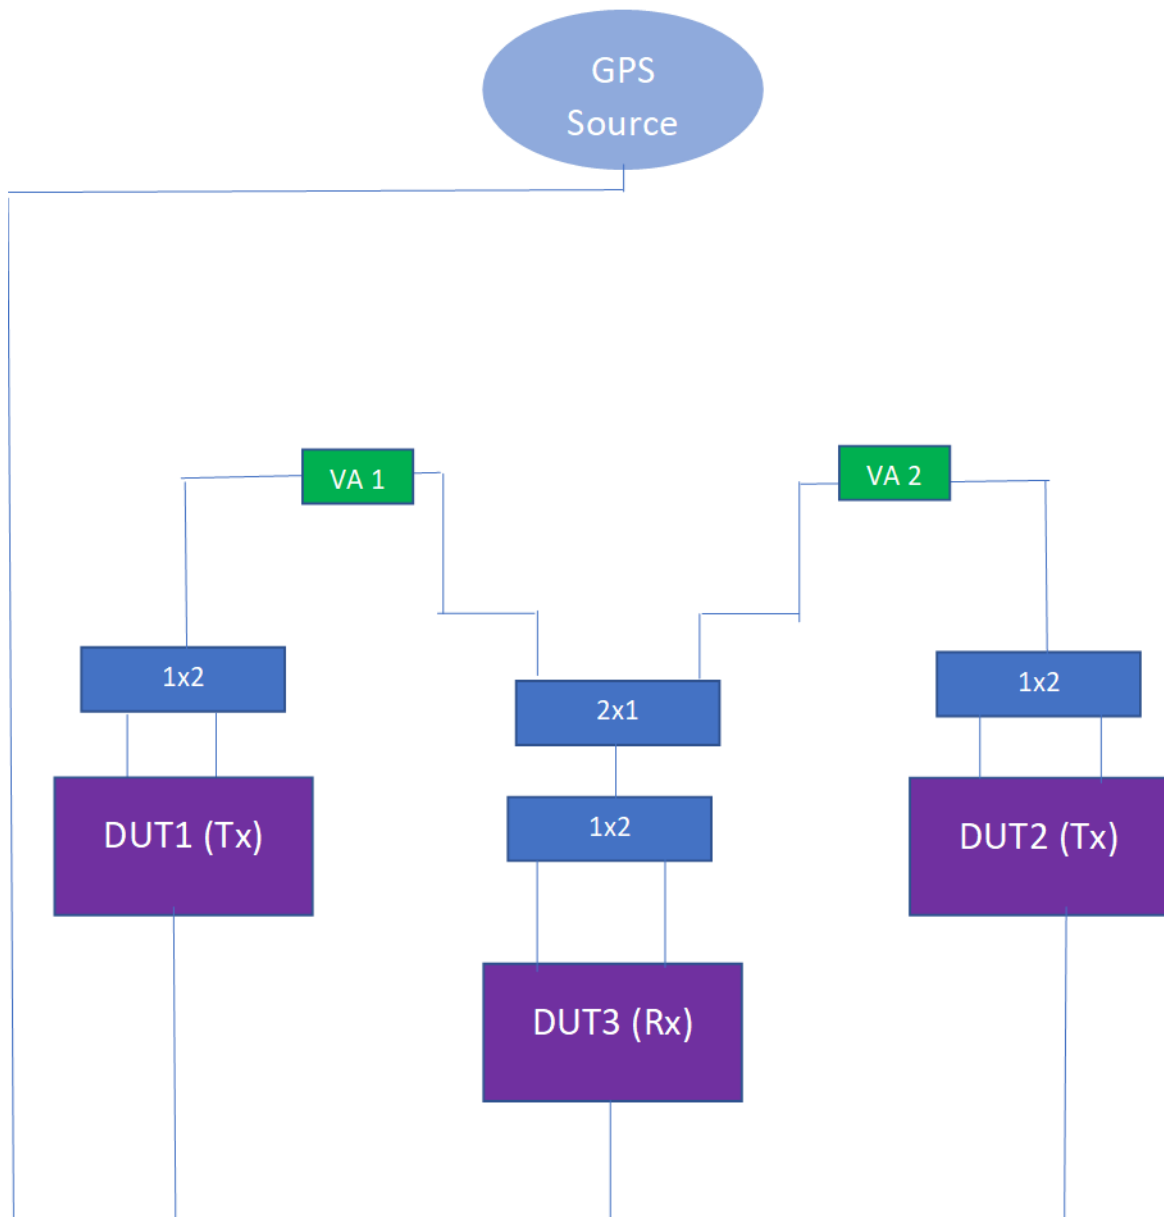 GPS
Source
VA 1
VA 2
1x2
2x1
1x2
1x2
DUT1 (Tx)
DUT2 (Tx)
DUT3 (Rx)